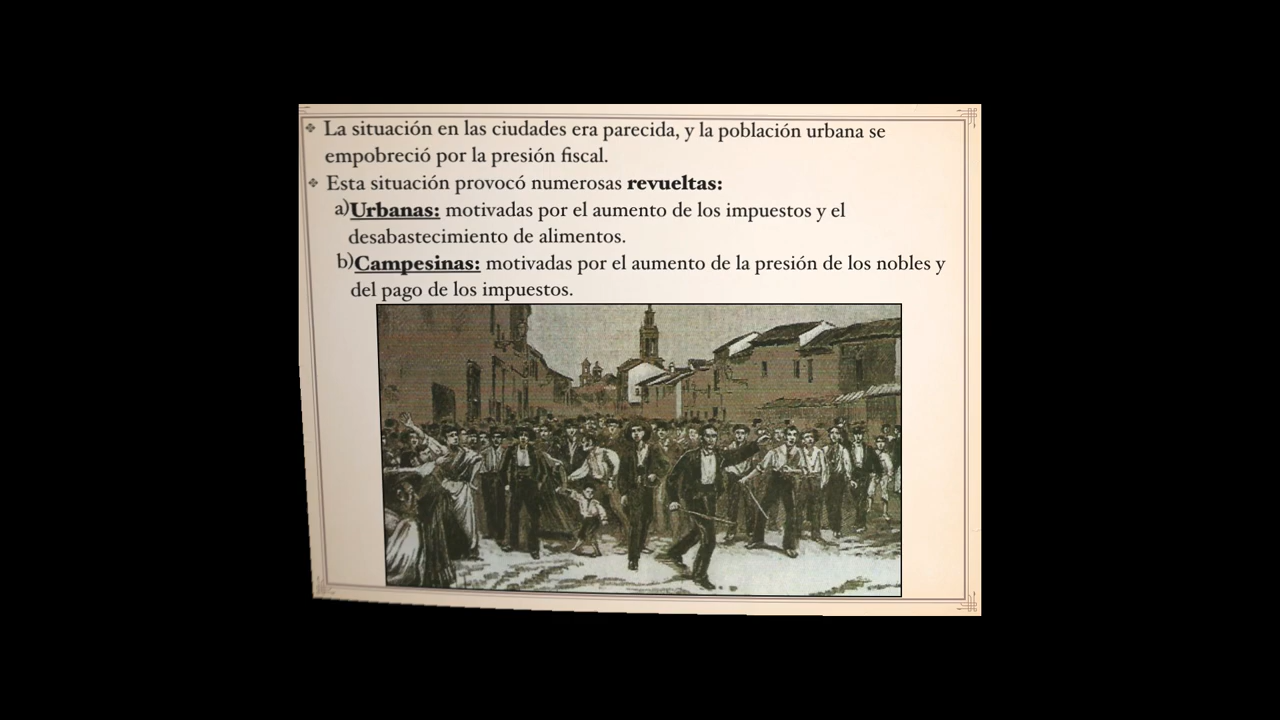 La situación en las ciudades era parecida, y la población urbana se
empobreció por la presión fiscal.
Esta situación provocó numerosas revueltas:
a)Urbanas: motivadas por el aumento de los impuestos y el
desabastecimiento de alimentos.
b)Campesinas: motivadas por el aumento de la presión de los nobles y
del pago de los impuestos.